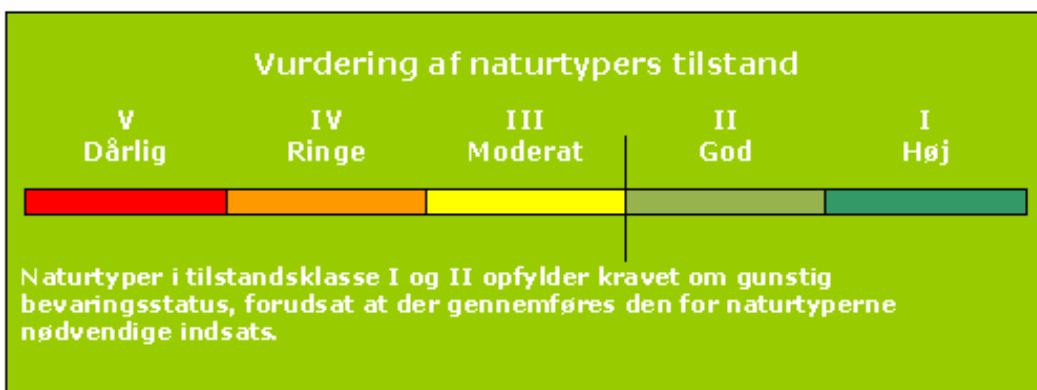 Vurdering af naturtypers tilstand
V IV III II I
Dårlig Ringe Moderat God Høj
Naturtyper i tilstandsklasse I og II opfylder kravet om gunstig
bevaringsstatus, forudsat at der gennemføres den for naturtyperne
nødvendige indsats.